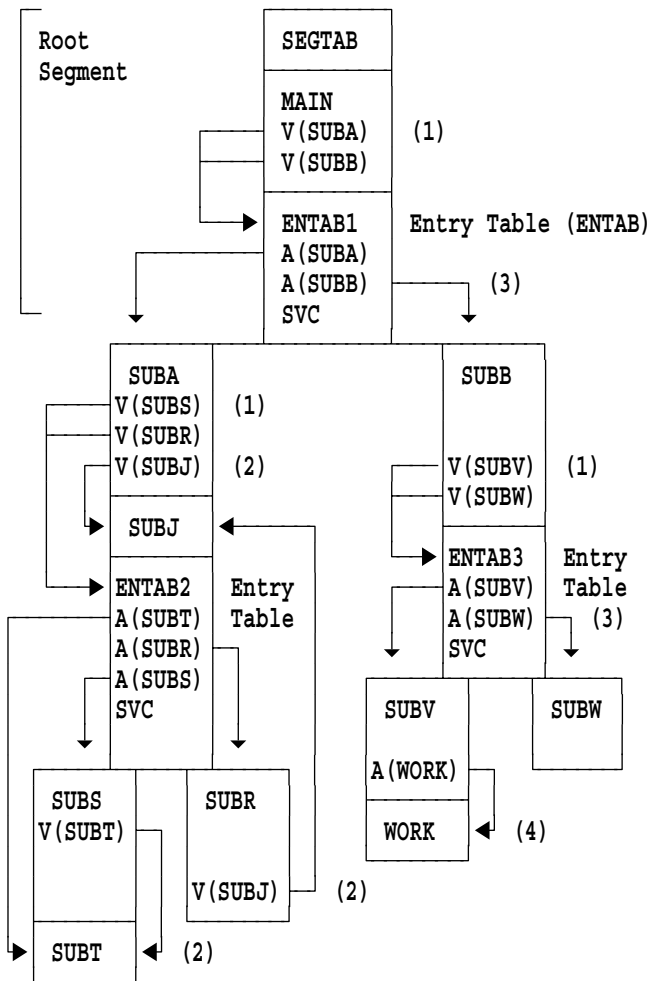 Root
Segment
SEGTAB
MAIN
V(SUBA) (1)
V(SUBB)
ENTAB1 Entry Table (ENTAB)
A(SUBA)
A(SUBB) (3)
SVC
SUBA
V(SUBS) (1)
V(SUBR)
V(SUBJ) (2)
SUBJ
ENTAB2 Entry
A(SUBT) Table
A(SUBR)
A(SUBS)
SVC
SUBS
V(SUBT)
SUBT (2)
SUBR
V(SUBJ) (2)
SUBB
V(SUBV) (1)
V(SUBW)
ENTAB3 Entry
A(SUBV) Table
A(SUBW) (3)
SVC
SUBV
A(WORK)
WORK (4)
SUBW